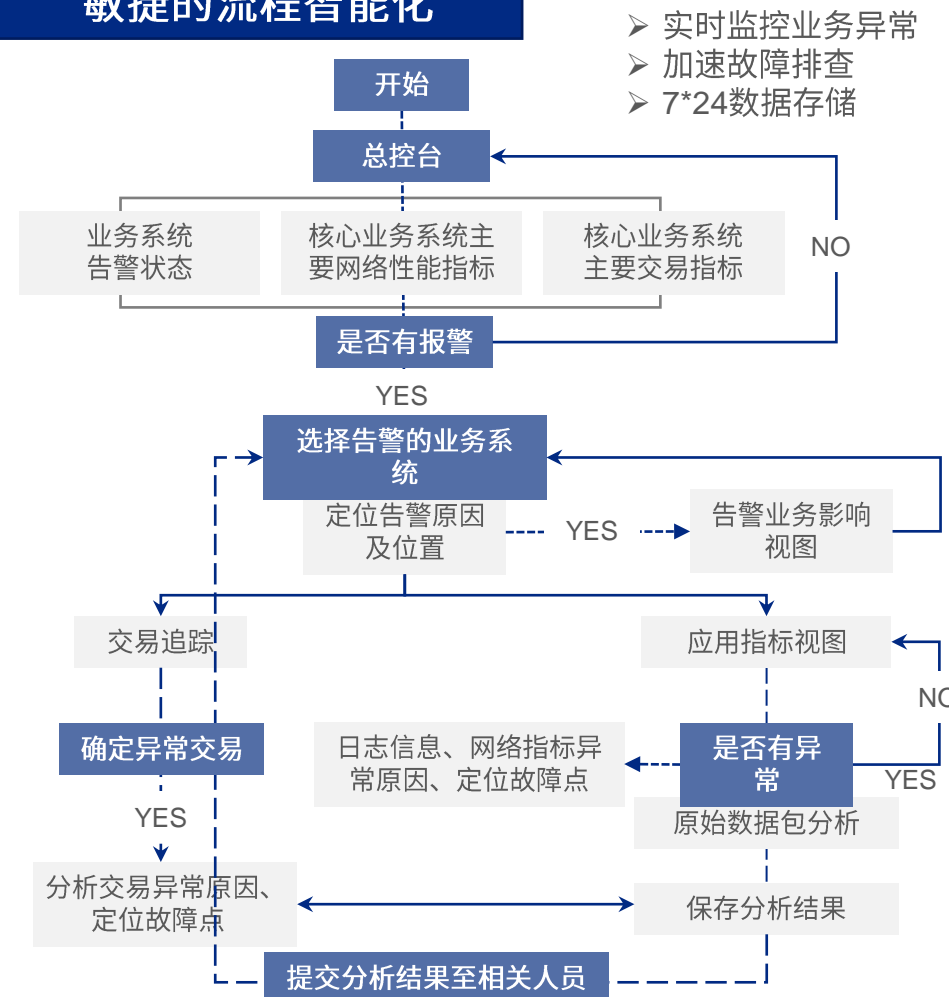 敏捷的流程智能化
➢ 实时监控业务异常
➢ 加速故障排查
➢ 7*24数据存储
开始
总控台
业务系统
告警状态
核心业务系统主
要网络性能指标
核心业务系统
主要交易指标
NO
是否有报警
YES
选择告警的业务系
统
定位告警原因
及位置
YES
告警业务影响
视图
交易追踪
应用指标视图
NO
确定异常交易
日志信息、网络指标异
常原因、定位故障点
是否有异
常
YES
YES
原始数据包分析
分析交易异常原因、
定位故障点
保存分析结果
提交分析结果至相关人员